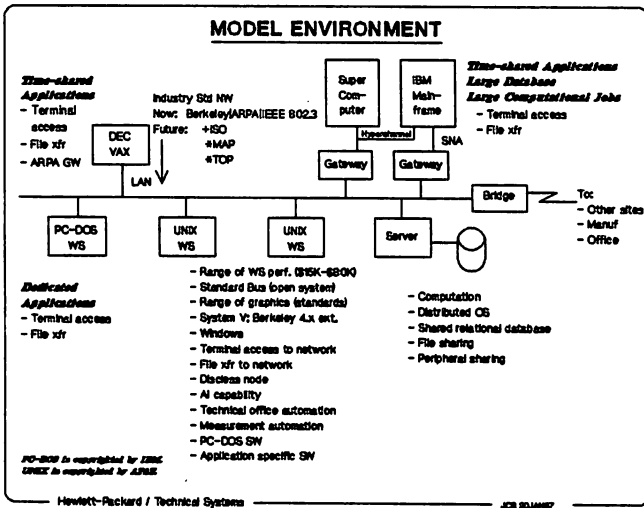 MODEL ENVIRONMENT
Time-shared
Applications
- Terminal
access
- File xfr
- ARPA GW
DEC
VAX
LAN
Industry Std NW
Now: Berkeley|ARPA|IEEE 802.3
Future: +ISO
*MAP
*TOP
Super
Com-
puter
IBM
Main-
frame
Hyperchannel
SNA
Gateway
Gateway
Time-shared Applications
Large Database
Large Computational Jobs
- Terminal access
- File xfr
Bridge
To:
- Other sites
- Manuf
- Office
PC-DOS
WS
UNIX
WS
UNIX
WS
Server
Dedicated
Applications
- Terminal access
- File xfr
- Range of WS perf. ($15K-$80K)
- Standard Bus (open system)
- Range of graphics (standards)
- System V; Berkeley 4.x ext.
- Windows
- Terminal access to network
- File xfr to network
- Discless node
- AI capability
- Technical office automation
- Measurement automation
- PC-DOS SW
- Application specific SW
- Computation
- Distributed OS
- Shared relational database
- File sharing
- Peripheral sharing
PC-DOS is copyrighted by IBM.
UNIX is copyrighted by AT&T.
Hewlett-Packard / Technical Systems
JCB